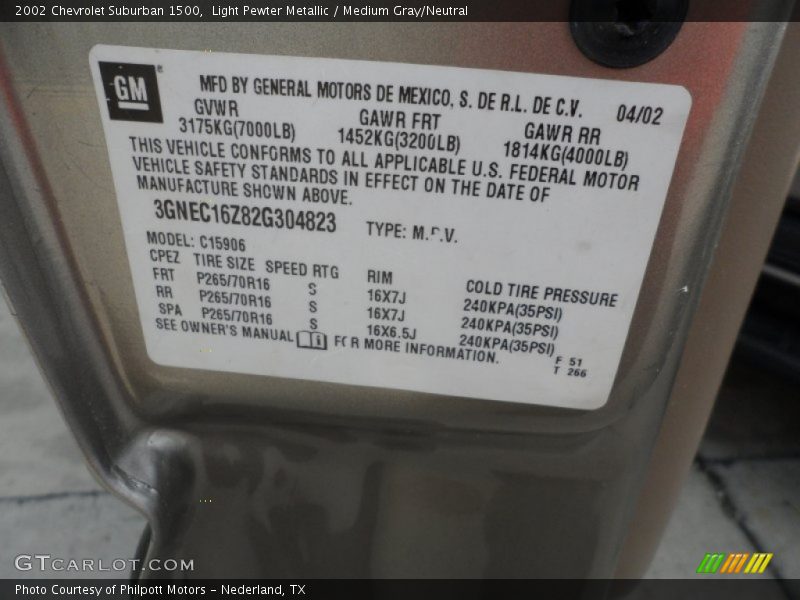 2002 Chevrolet Suburban 1500, Light Pewter Metallic / Medium Gray/Neutral
GM
MFD BY GENERAL MOTORS DE MEXICO, S. DE R.L. DE C.V. 04/02
GVWR GAWR FRT GAWR RR
3175KG(7000LB) 1452KG(3200LB) 1814KG(4000LB)
THIS VEHICLE CONFORMS TO ALL APPLICABLE U.S. FEDERAL MOTOR
VEHICLE SAFETY STANDARDS IN EFFECT ON THE DATE OF
MANUFACTURE SHOWN ABOVE.
3GNEC16Z82G304823 TYPE: M.P.V.
MODEL: C15906
CPEZ TIRE SIZE SPEED RTG RIM COLD TIRE PRESSURE
FRT P265/70R16 S 16X7J 240KPA(35PSI)
RR P265/70R16 S 16X7J 240KPA(35PSI)
SPA P265/70R16 S 16X6.5J 240KPA(35PSI)
SEE OWNER'S MANUAL FOR MORE INFORMATION.
F 51
T 266
GTCARLOT.COM
Photo Courtesy of Philpott Motors - Nederland, TX